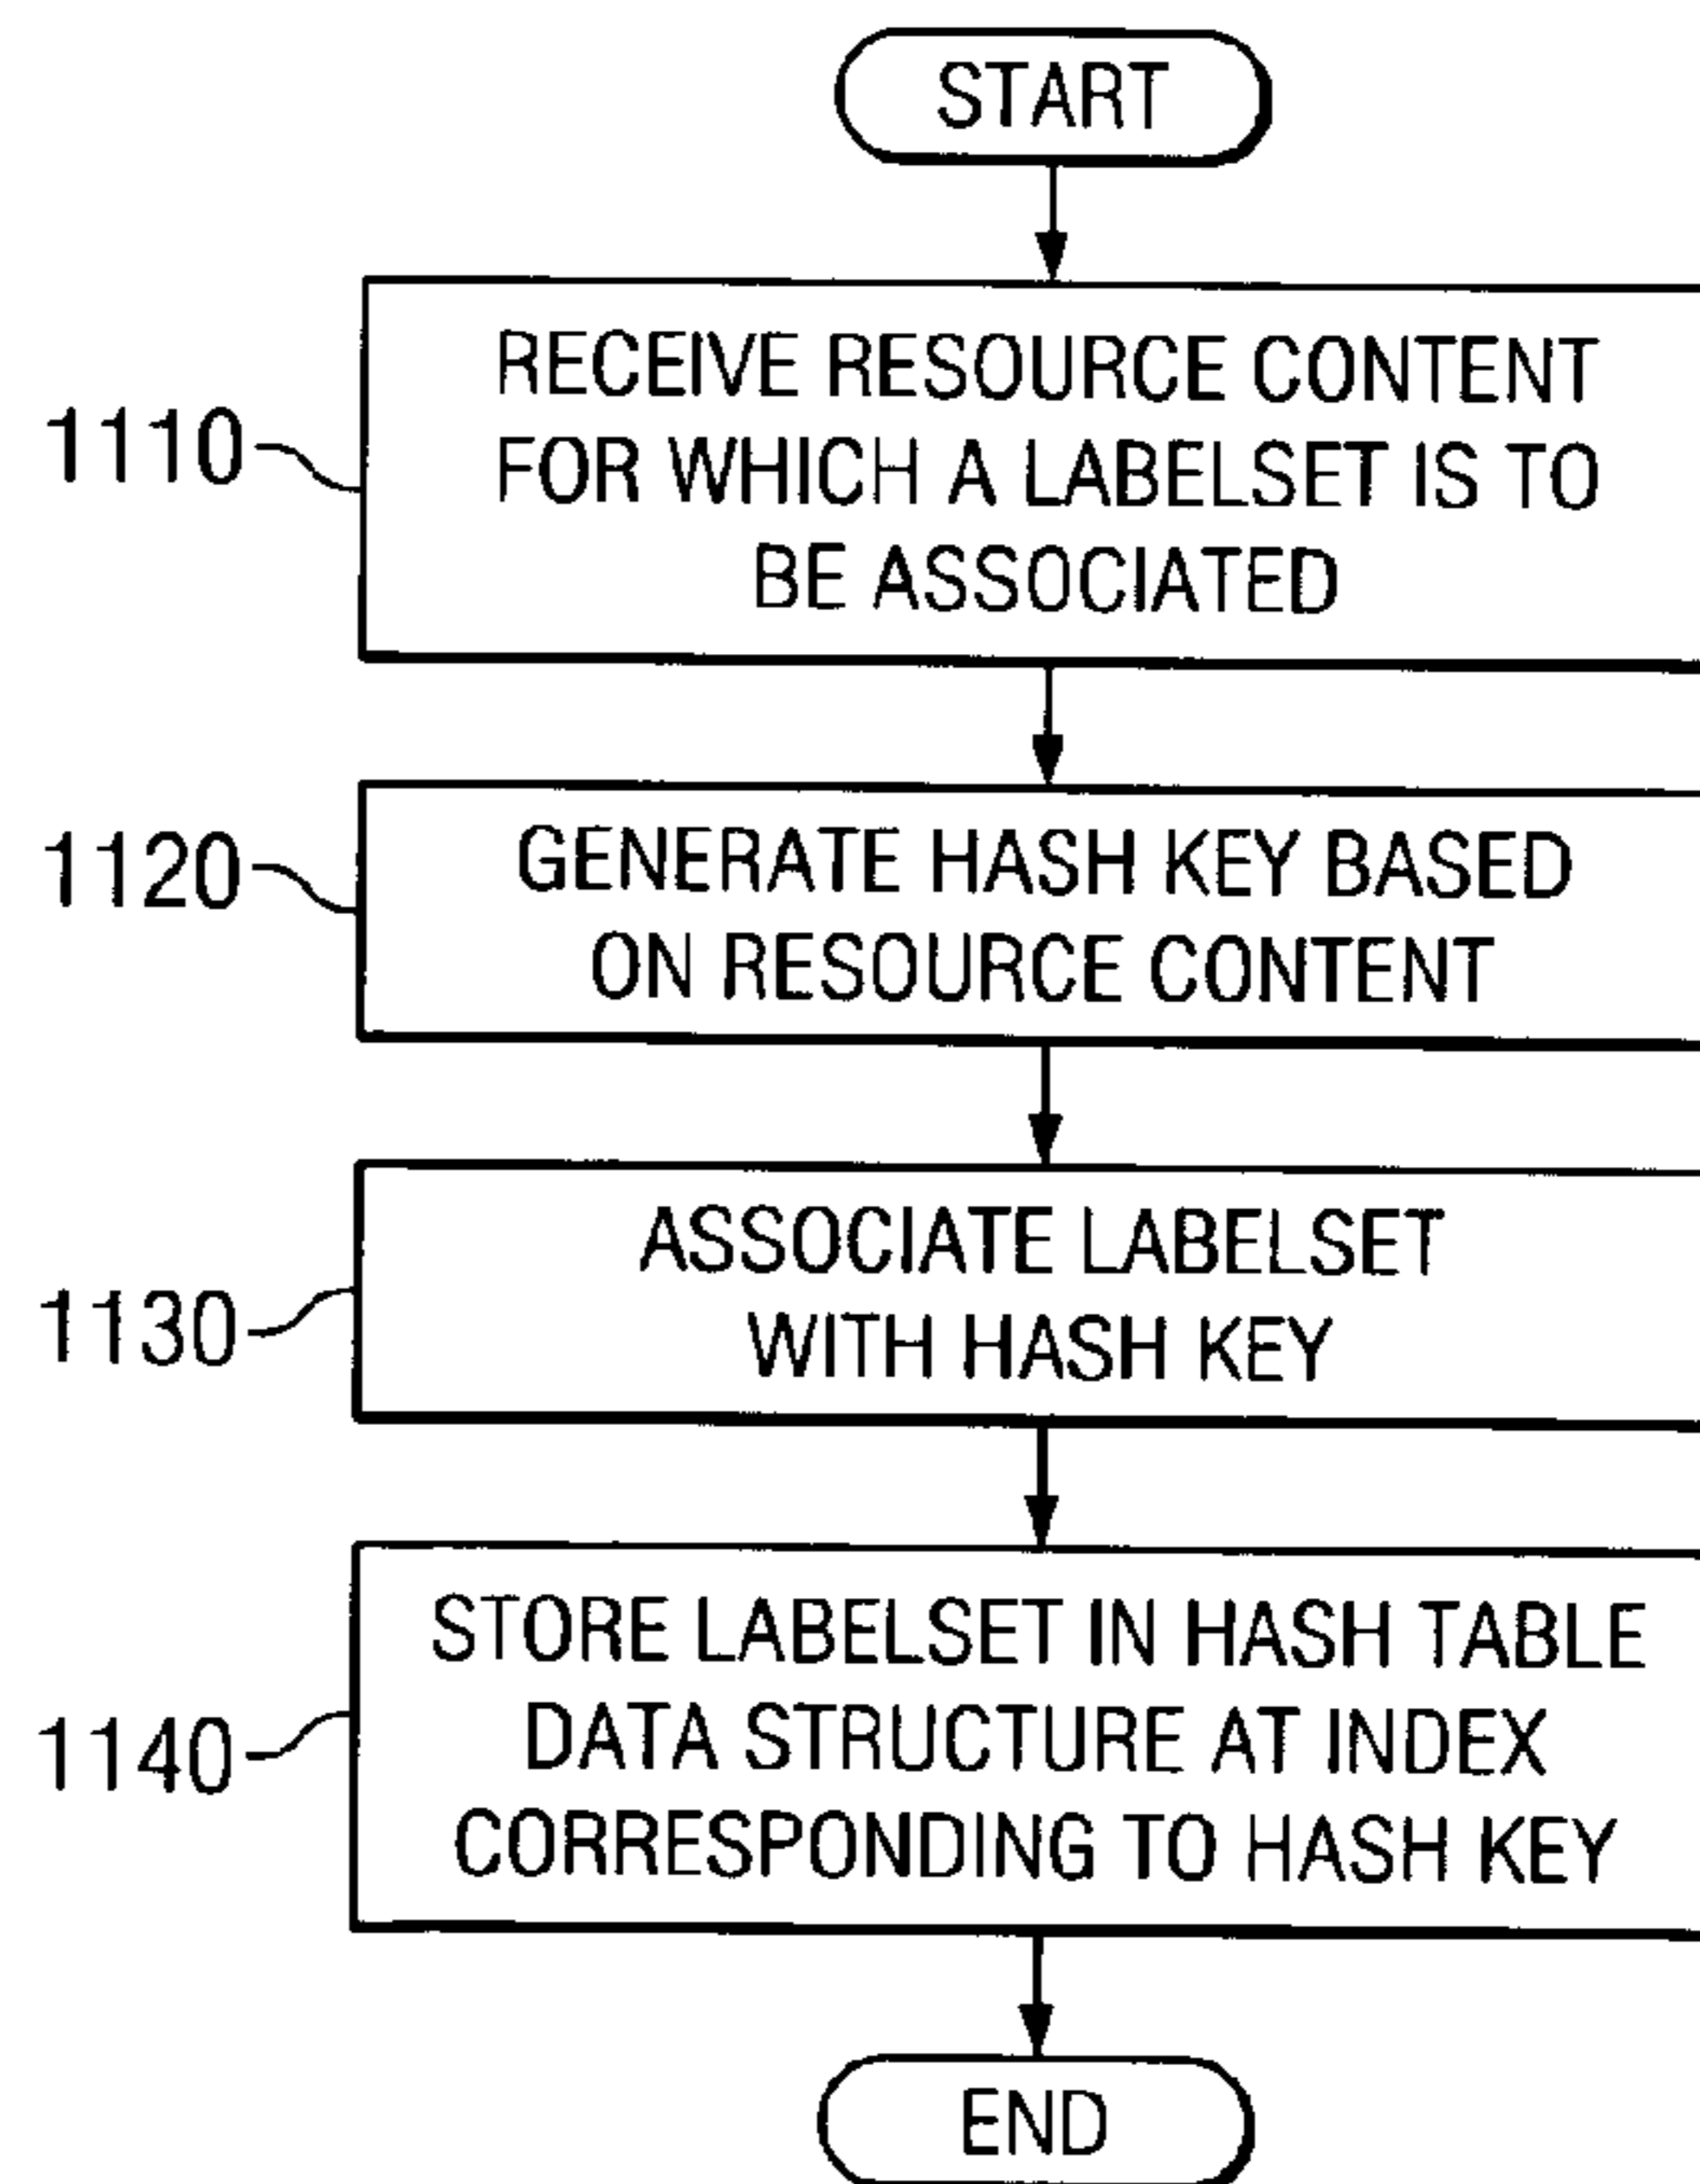 START
1110
RECEIVE RESOURCE CONTENT
FOR WHICH A LABELSET IS TO
BE ASSOCIATED
1120
GENERATE HASH KEY BASED
ON RESOURCE CONTENT
1130
ASSOCIATE LABELSET
WITH HASH KEY
1140
STORE LABELSET IN HASH TABLE
DATA STRUCTURE AT INDEX
CORRESPONDING TO HASH KEY
END